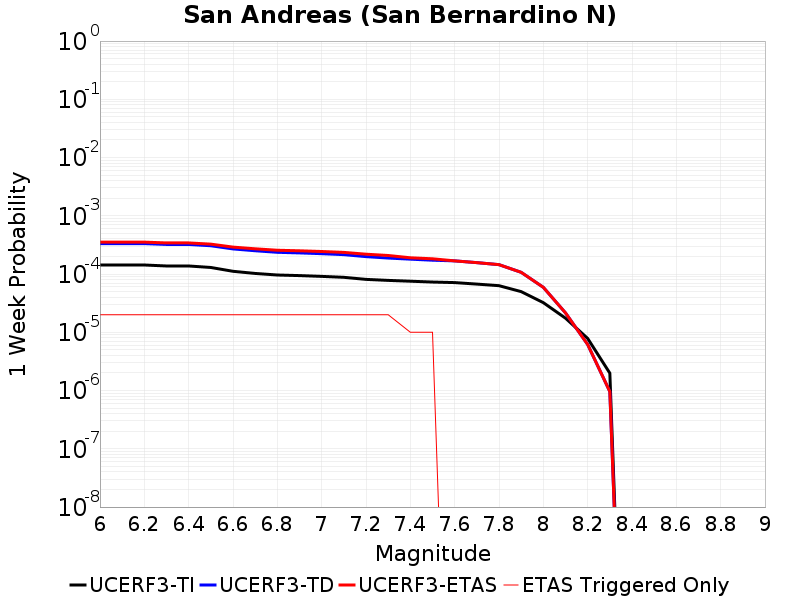 San Andreas (San Bernardino N)
10^0
10^-1
10^-2
10^-3
10^-4
10^-5
10^-6
10^-7
10^-8
1 Week Probability
6 6.2 6.4 6.6 6.8 7 7.2 7.4 7.6 7.8 8 8.2 8.4 8.6 8.8 9
Magnitude
UCERF3-TI UCERF3-TD UCERF3-ETAS ETAS Triggered Only